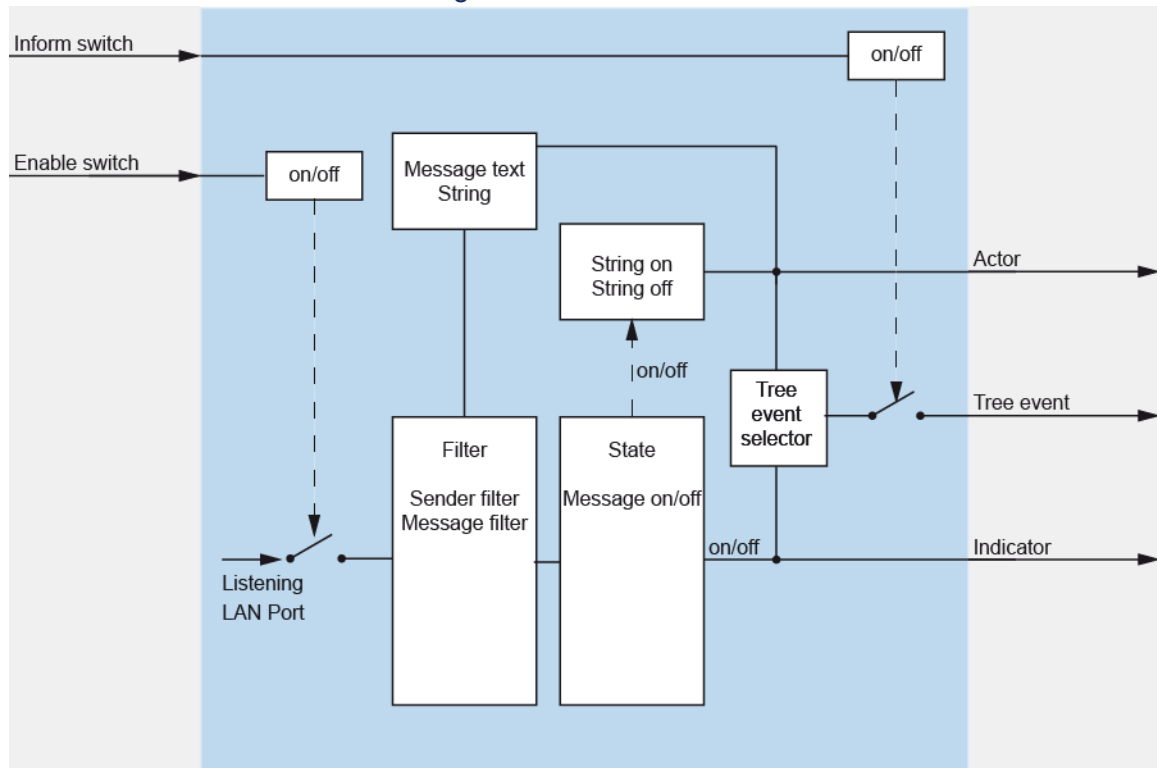 Inform switch
on/off
Enable switch
on/off
Message text
String
String on
String off
Actor
on/off
Tree
event
selector
Tree event
Filter
Sender filter
Message filter
State
Message on/off
on/off
Indicator
Listening
LAN Port